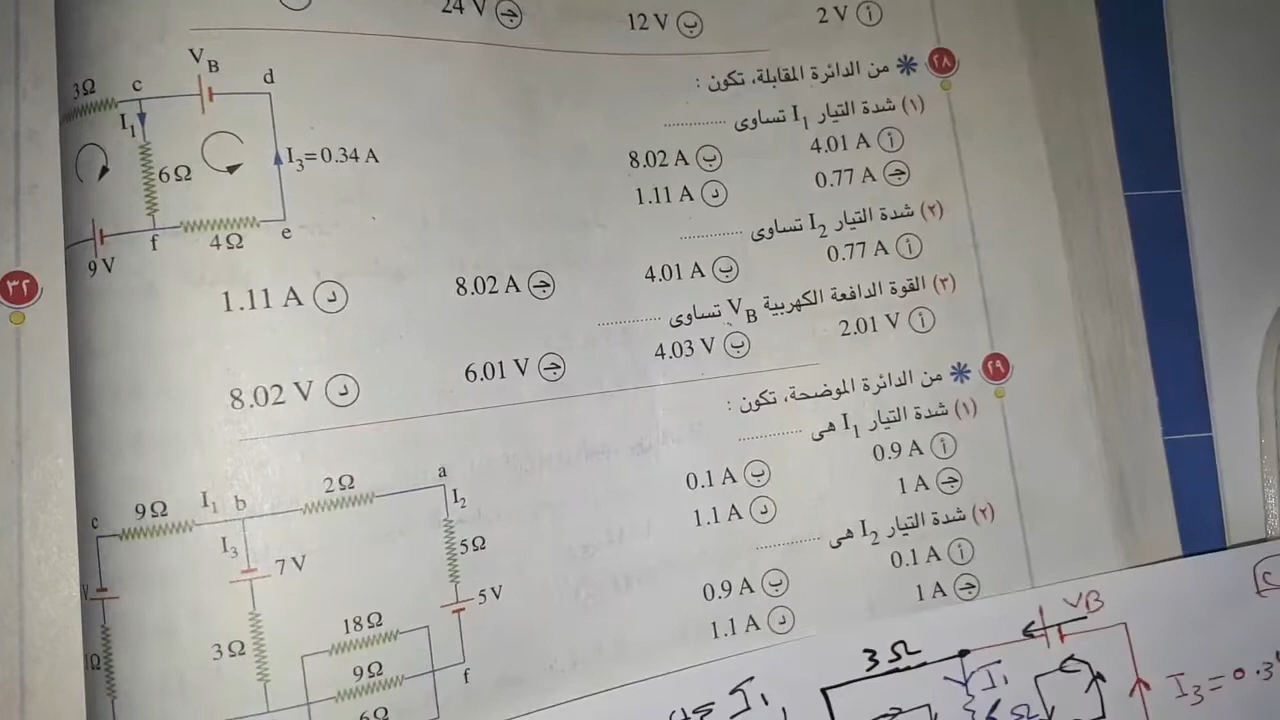 أ 2 V
ب 12 V
ج 24 V
٢٨ * من الدائرة المقابلة، تكون :
(١) شدة التيار I₁ تساوى ..............
أ 4.01 A
ب 8.02 A
ج 0.77 A
د 1.11 A
(٢) شدة التيار I₂ تساوى ..............
أ 0.77 A
ب 4.01 A
ج 8.02 A
د 1.11 A
(٣) القوة الدافعة الكهربية V_B تساوى ..............
أ 2.01 V
ب 4.03 V
ج 6.01 V
د 8.02 V
3Ω
c
V_B
d
I₁
6Ω
I₃=0.34 A
9 V
f
4Ω
e
٣٢
٢٩ * من الدائرة الموضحة، تكون :
(١) شدة التيار I₁ هى ..............
أ 0.9 A
ب 0.1 A
ج 1 A
د 1.1 A
(٢) شدة التيار I₂ هى ..............
أ 0.1 A
ب 0.9 A
ج 1 A
د 1.1 A
c
9Ω
I₁
b
2Ω
a
I₂
I₃
7 V
5Ω
5 V
3Ω
18Ω
9Ω
6Ω
f
3Ω
VB
I₁
I₃=0.3